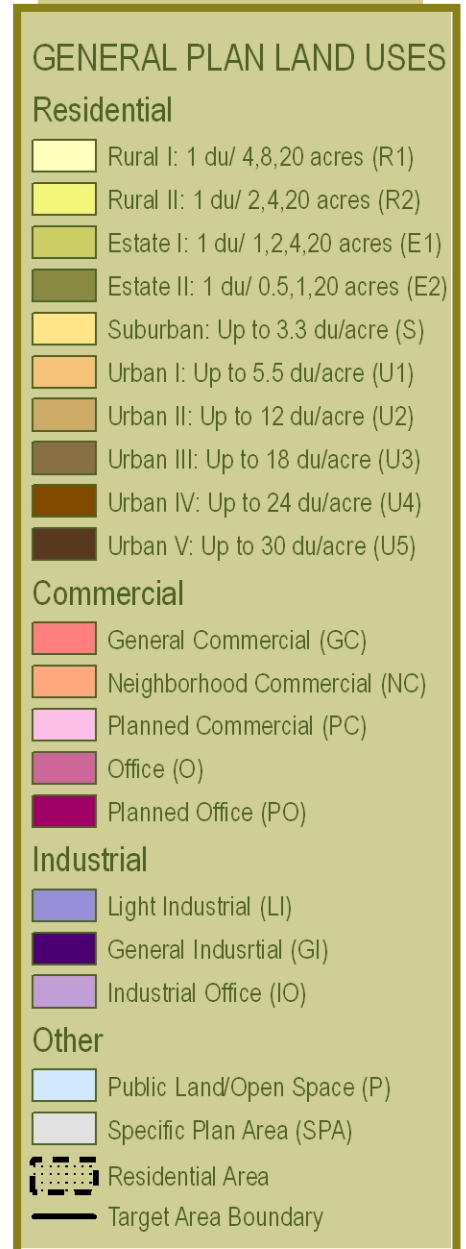 GENERAL PLAN LAND USES
Residential
Rural I: 1 du/ 4,8,20 acres (R1)
Rural II: 1 du/ 2,4,20 acres (R2)
Estate I: 1 du/ 1,2,4,20 acres (E1)
Estate II: 1 du/ 0.5,1,20 acres (E2)
Suburban: Up to 3.3 du/acre (S)
Urban I: Up to 5.5 du/acre (U1)
Urban II: Up to 12 du/acre (U2)
Urban III: Up to 18 du/acre (U3)
Urban IV: Up to 24 du/acre (U4)
Urban V: Up to 30 du/acre (U5)
Commercial
General Commercial (GC)
Neighborhood Commercial (NC)
Planned Commercial (PC)
Office (O)
Planned Office (PO)
Industrial
Light Industrial (LI)
General Indusrtial (GI)
Industrial Office (IO)
Other
Public Land/Open Space (P)
Specific Plan Area (SPA)
Residential Area
Target Area Boundary